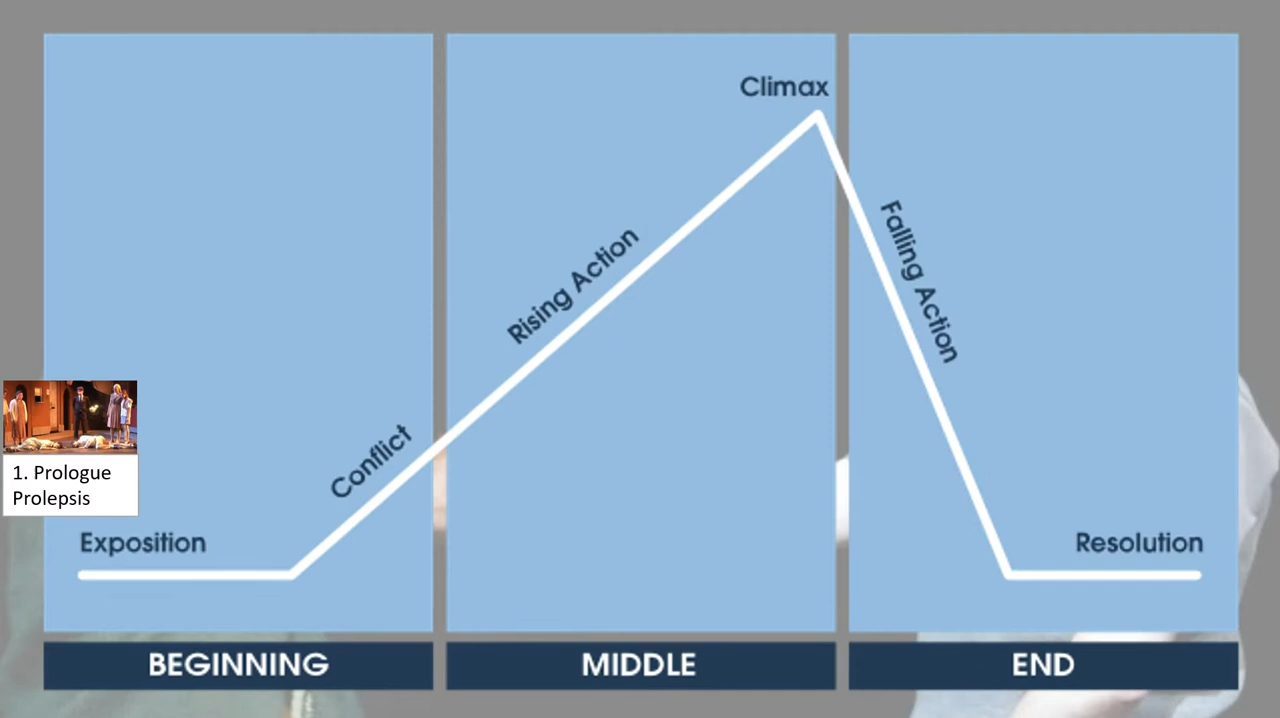 Climax
Falling Action
Rising Action
Conflict
1. Prologue
Prolepsis
Exposition
Resolution
BEGINNING
MIDDLE
END